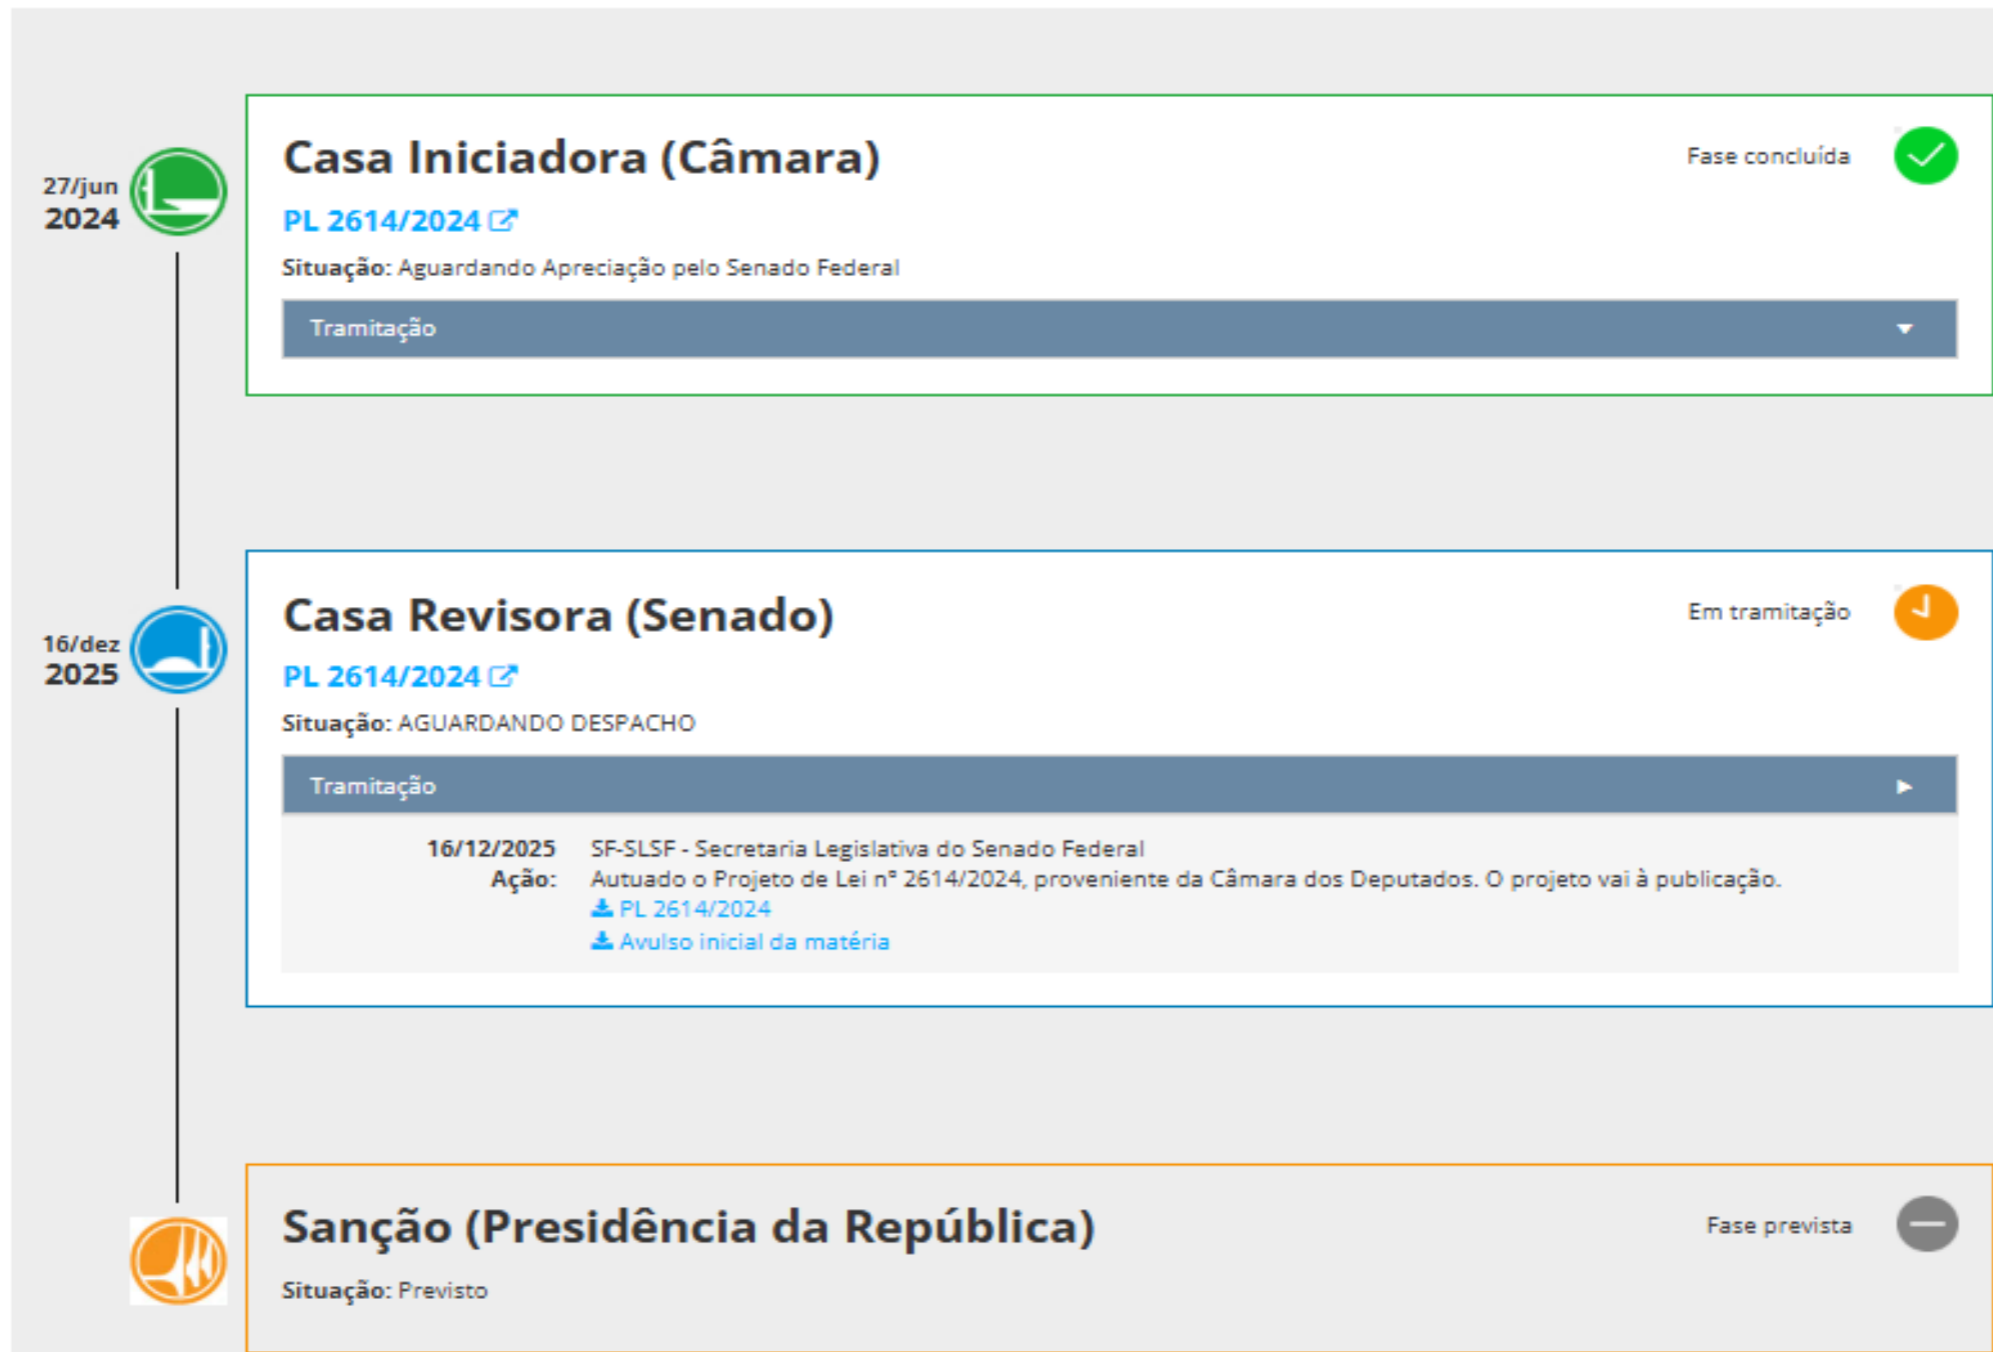 Casa Iniciadora (Câmara)
Fase concluída
27/jun
2024
PL 2614/2024
Situação: Aguardando Apreciação pelo Senado Federal
Tramitação
Casa Revisora (Senado)
Em tramitação
16/dez
2025
PL 2614/2024
Situação: AGUARDANDO DESPACHO
Tramitação
16/12/2025 SF-SLSF - Secretaria Legislativa do Senado Federal
Ação: Autuado o Projeto de Lei nº 2614/2024, proveniente da Câmara dos Deputados. O projeto vai à publicação.
PL 2614/2024
Avulso inicial da matéria
Sanção (Presidência da República)
Fase prevista
Situação: Previsto